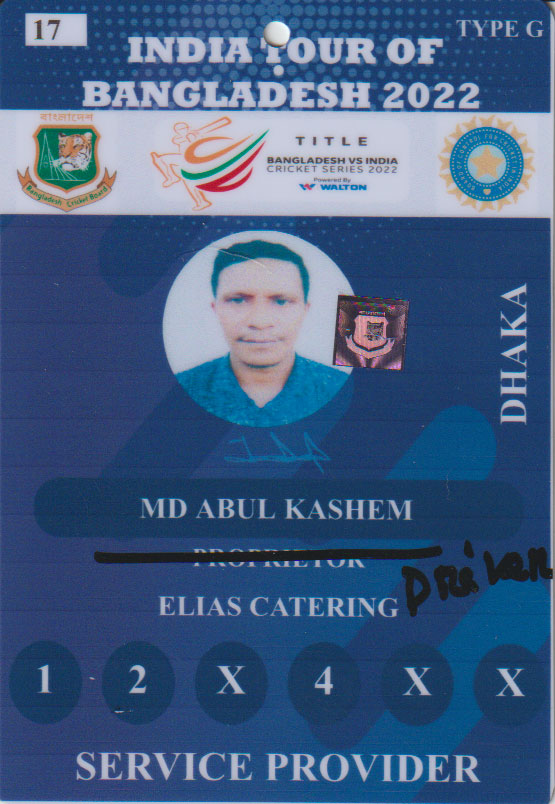 17
TYPE G
INDIA TOUR OF
BANGLADESH 2022
বাংলাদেশ
Bangladesh Cricket Board
TITLE
BANGLADESH VS INDIA
CRICKET SERIES 2022
Powered By
WALTON
DHAKA
MD ABUL KASHEM
PROPRIETOR
Driver
ELIAS CATERING
1 2 X 4 X X
SERVICE PROVIDER